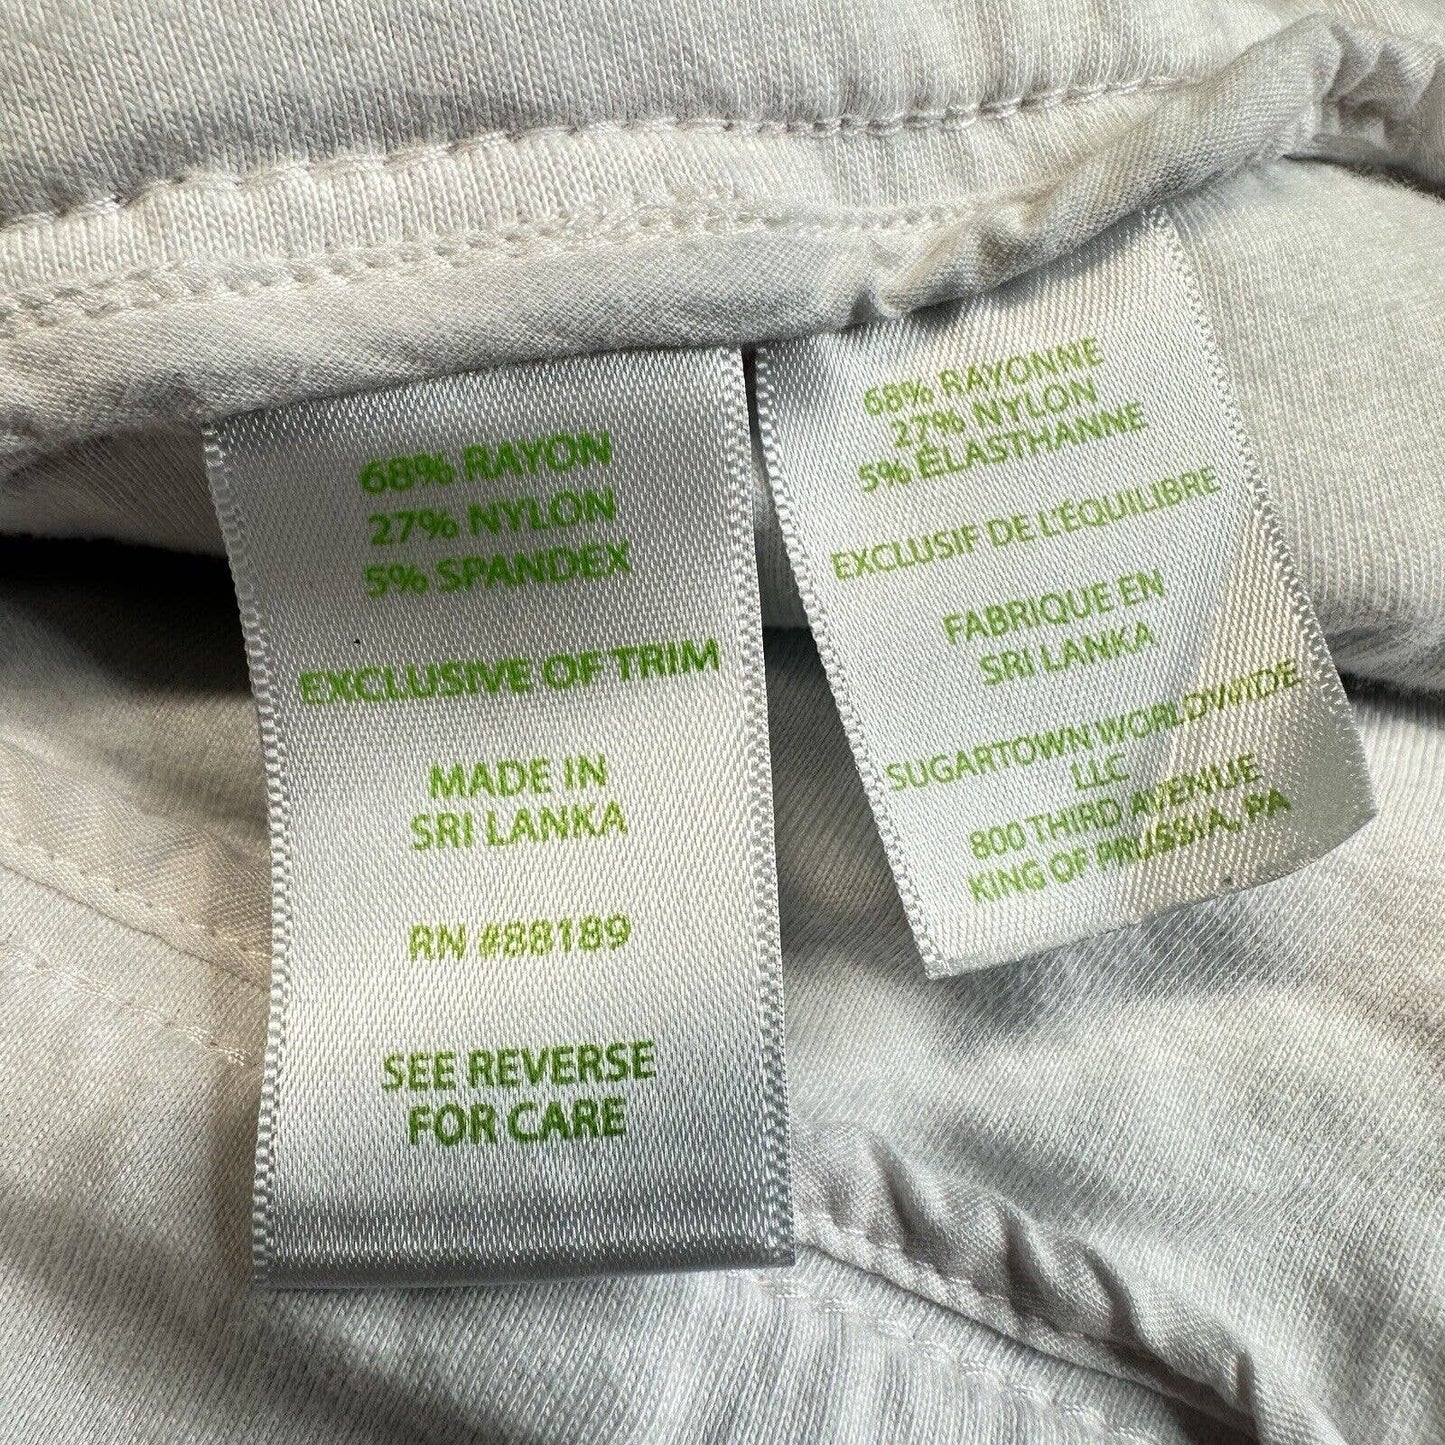 68% RAYON
27% NYLON
5% SPANDEX
EXCLUSIVE OF TRIM
MADE IN
SRI LANKA
RN #88189
SEE REVERSE
FOR CARE
68% RAYONNE
27% NYLON
5% ÉLASTHANNE
EXCLUSIF DE L'ÉQUILIBRE
FABRIQUE EN
SRI LANKA
SUGARTOWN WORLDWIDE
LLC
800 THIRD AVENUE
KING OF PRUSSIA, PA